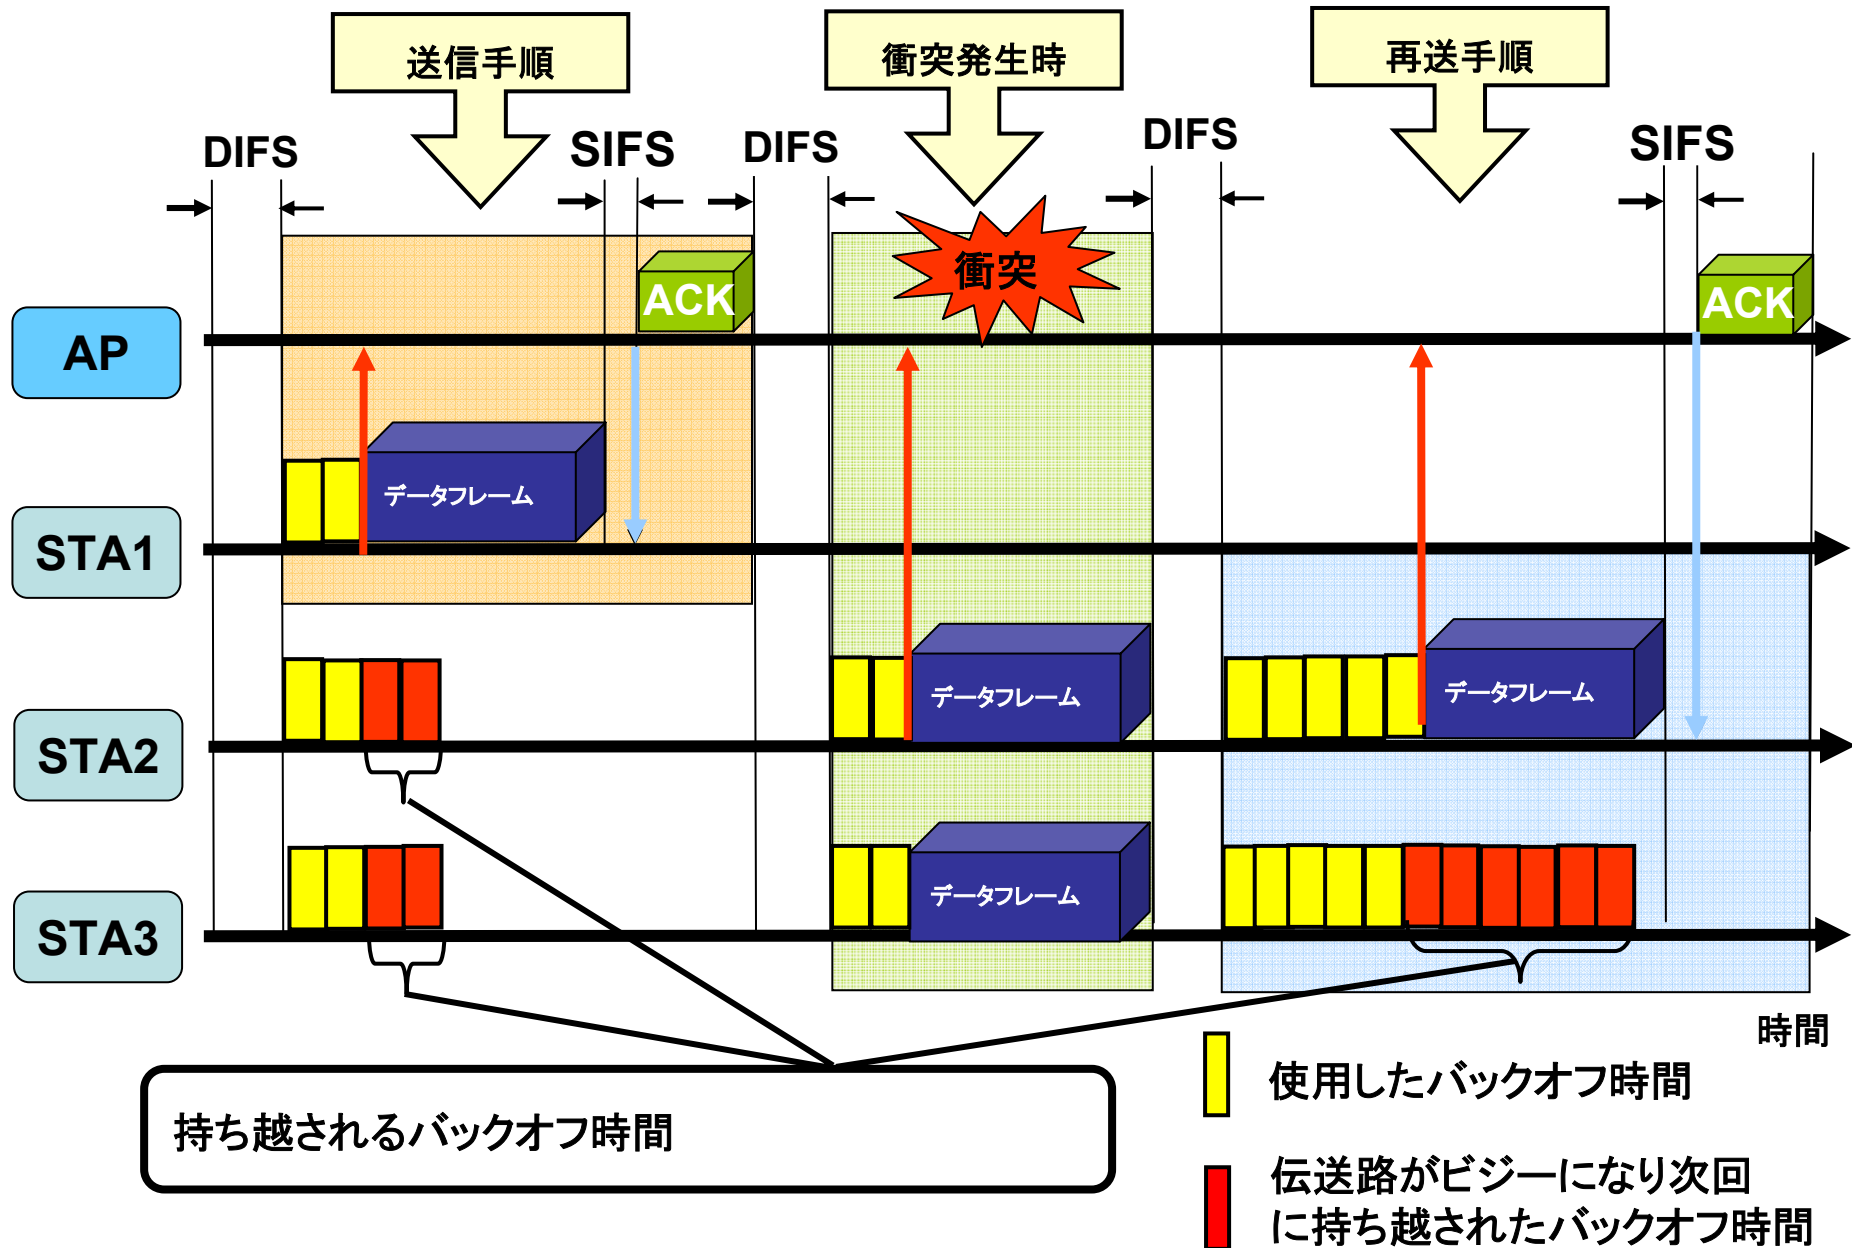 送信手順
衝突発生時
再送手順
DIFS
SIFS
DIFS
DIFS
SIFS
衝突
ACK
ACK
AP
データフレーム
STA1
データフレーム
データフレーム
STA2
データフレーム
STA3
時間
使用したバックオフ時間
持ち越されるバックオフ時間
伝送路がビジーになり次回
に持ち越されたバックオフ時間